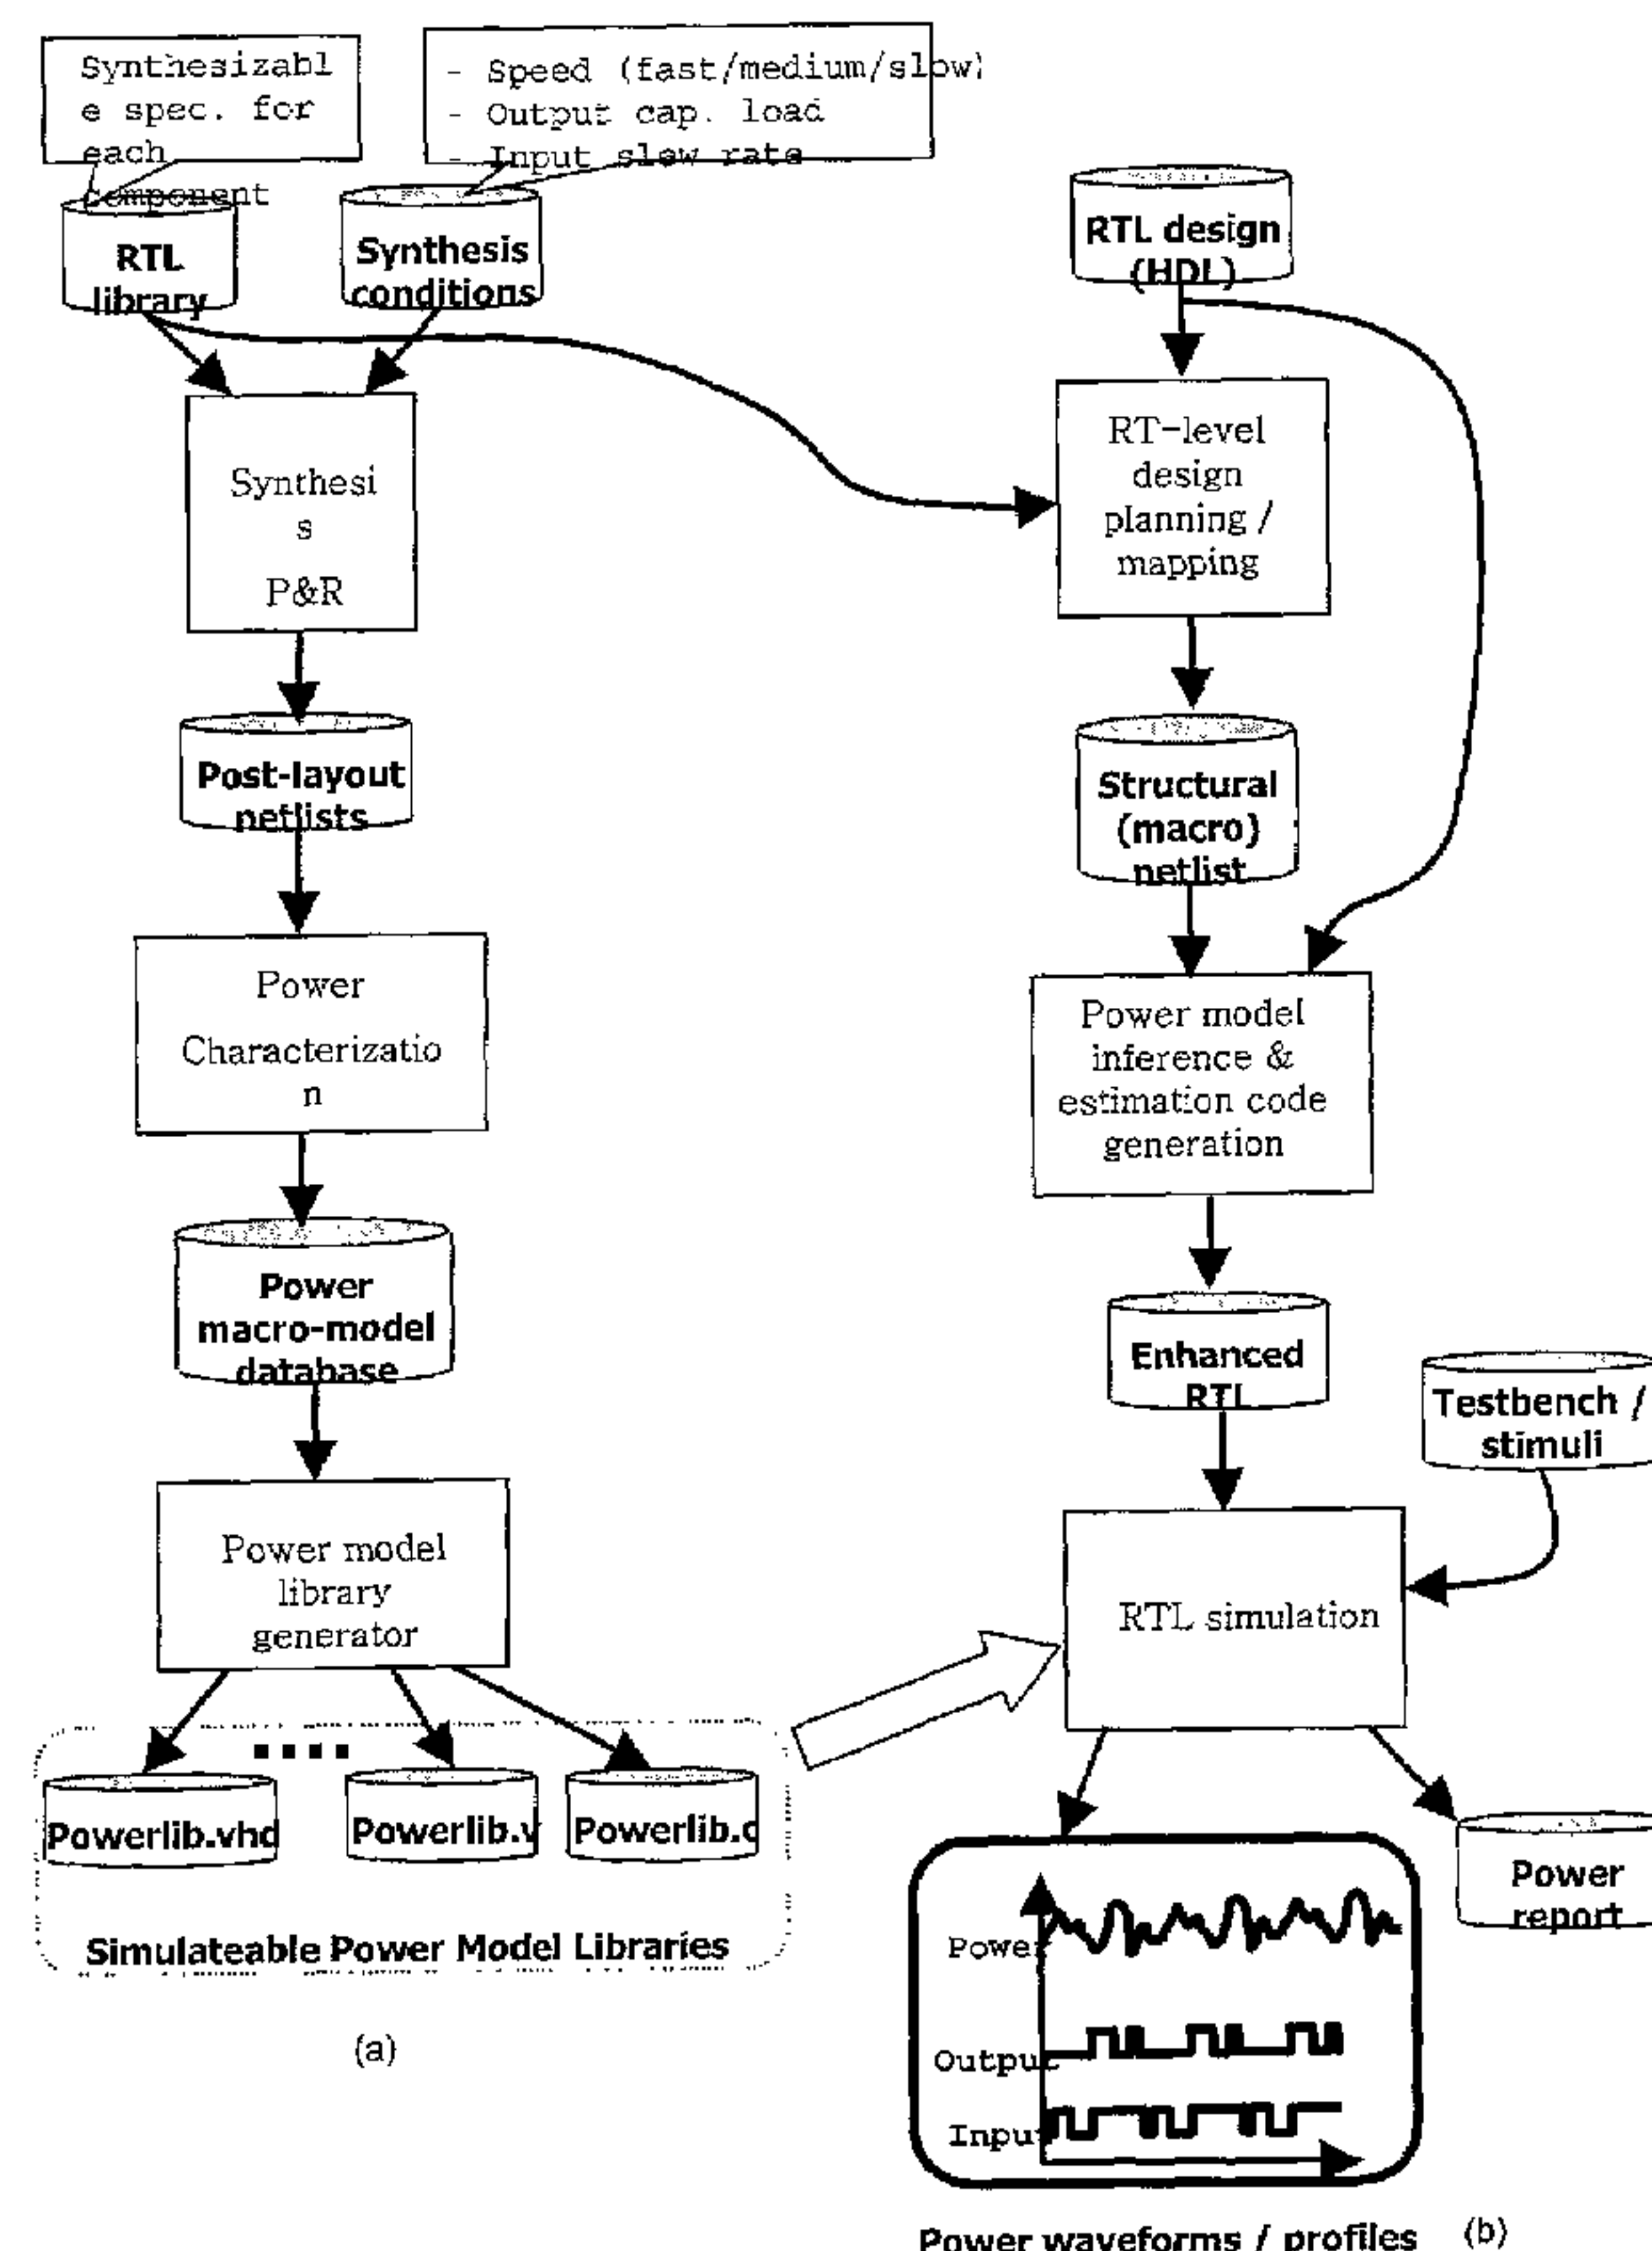 Synthesizabl
e spec. for
each
component
- Speed (fast/medium/slow)
- Output cap. load
- Input slew rate
RTL
library
Synthesis
conditions
RTL design
(HDL)
Synthesi
s
P&R
RT-level
design
planning /
mapping
Post-layout
netlists
Structural
(macro)
netlist
Power
Characterizatio
n
Power model
inference &
estimation code
generation
Power
macro-model
database
Enhanced
RTL
Testbench /
stimuli
Power model
library
generator
RTL simulation
Powerlib.vhd
Powerlib.v
Powerlib.c
Simulateable Power Model Libraries
Power
report
Power
Output
Input
(a)
Power waveforms / profiles
(b)